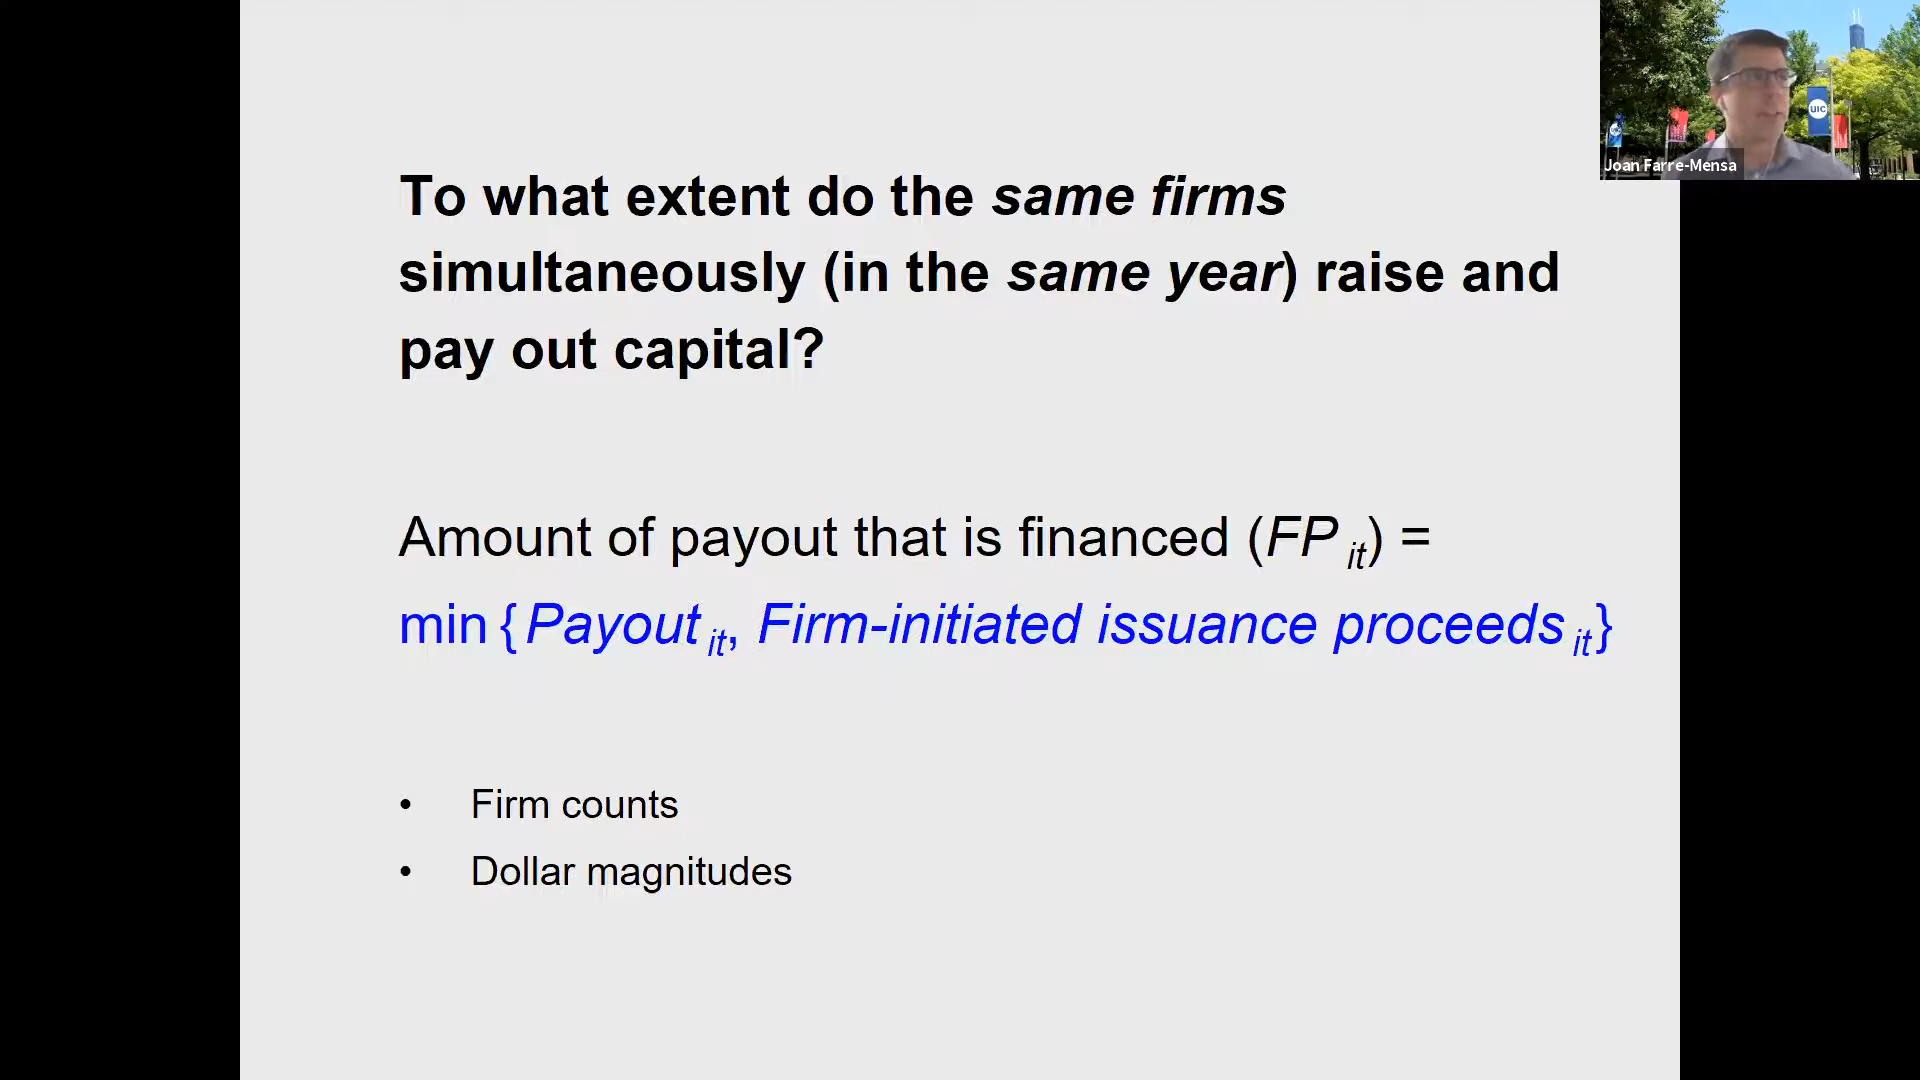 To what extent do the same firms
simultaneously (in the same year) raise and
pay out capital?
Amount of payout that is financed (FP it) =
min {Payout it, Firm-initiated issuance proceeds it}
• Firm counts
• Dollar magnitudes
UIC
Joan Farre-Mensa